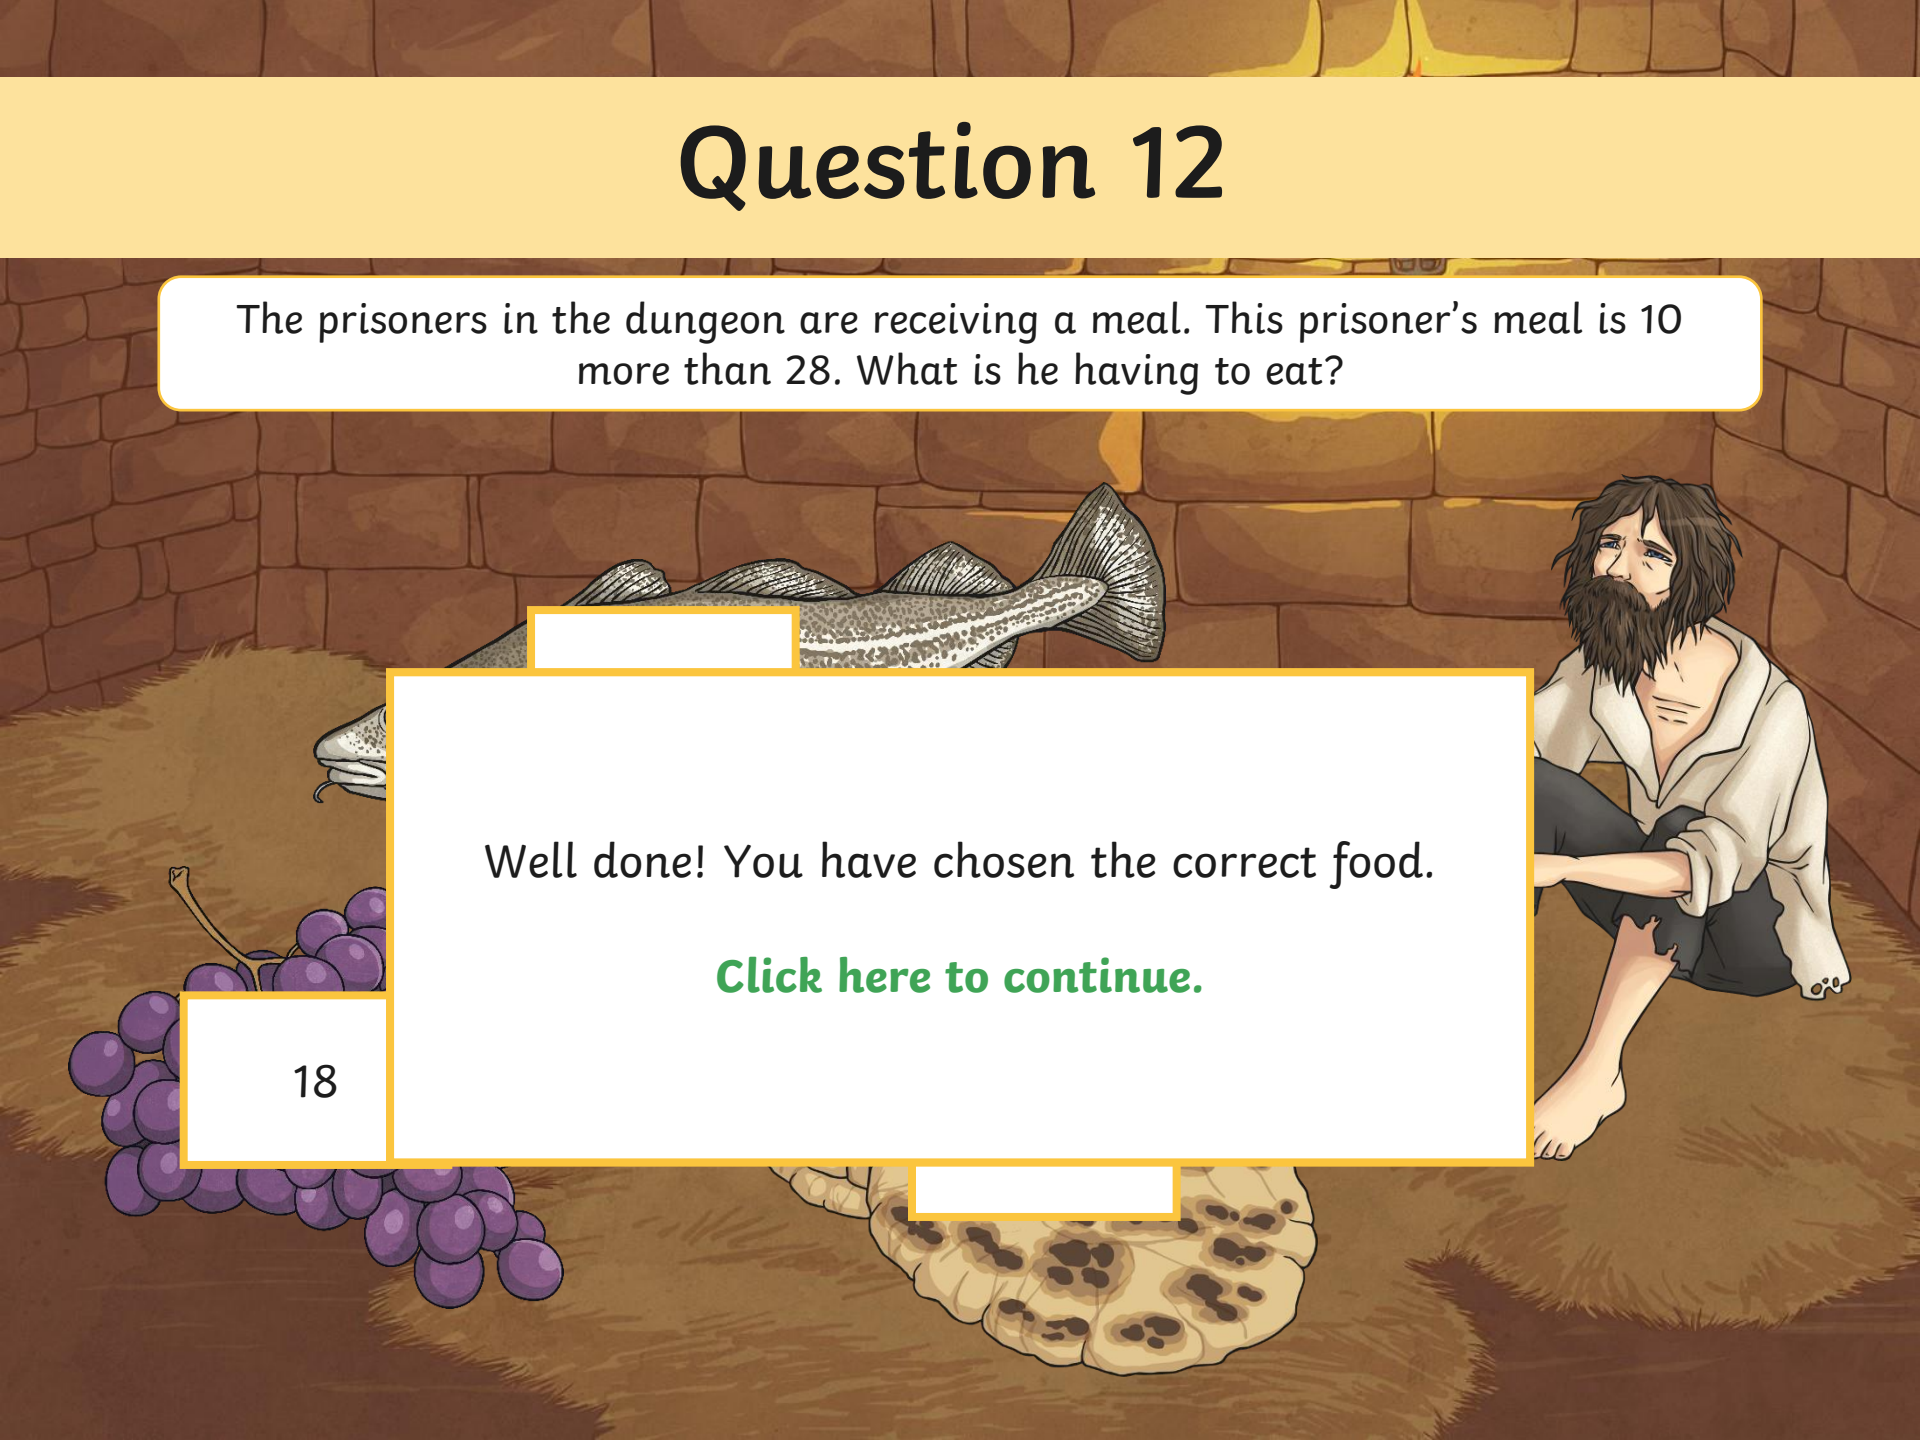 Question 12
The prisoners in the dungeon are receiving a meal. This prisoner’s meal is 10
more than 28. What is he having to eat?
Well done! You have chosen the correct food.
Click here to continue.
18